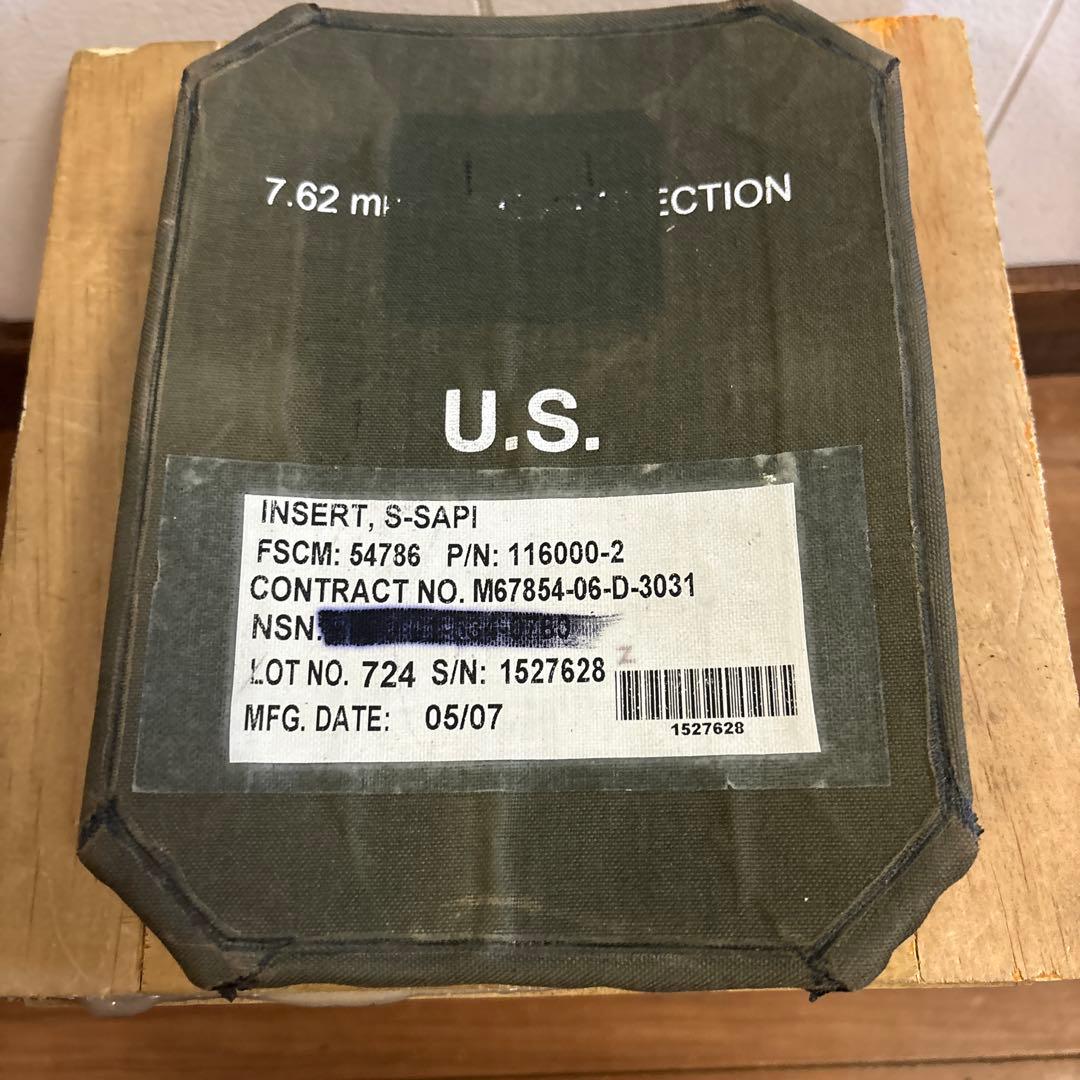 7.62 m ECTION
U.S.
INSERT, S-SAPI
FSCM: 54786 P/N: 116000-2
CONTRACT NO. M67854-06-D-3031
NSN:
LOT NO. 724 S/N: 1527628
Z
1527628
MFG. DATE: 05/07